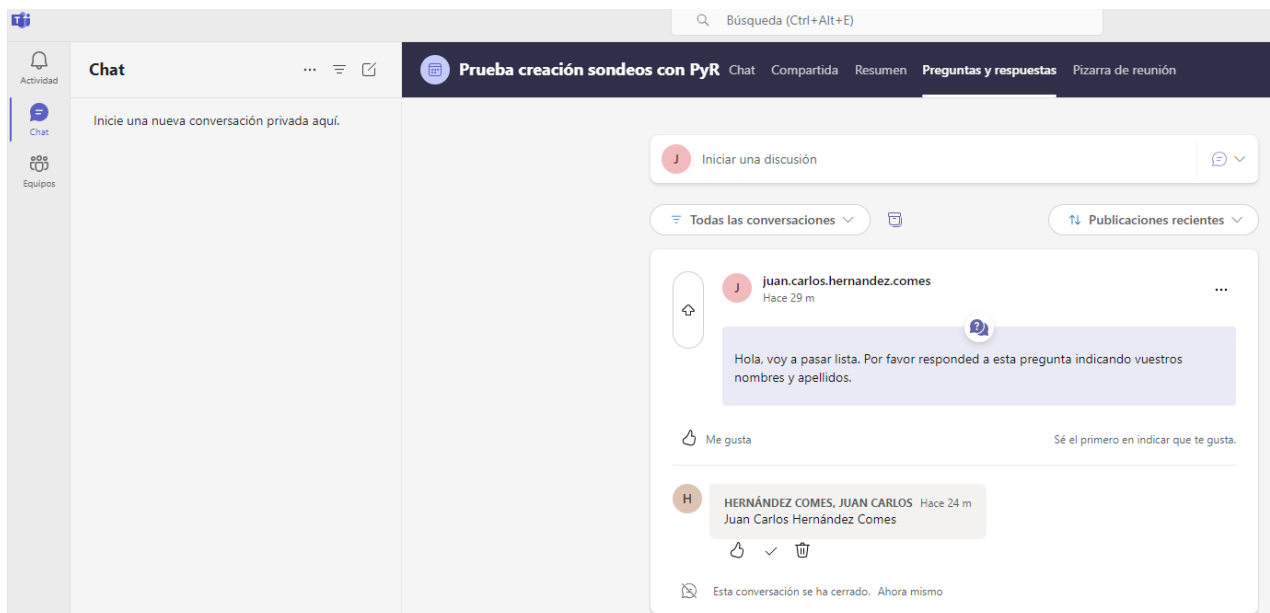 Búsqueda (Ctrl+Alt+E)
Actividad
Chat
Equipos
Chat
Inicie una nueva conversación privada aquí.
Prueba creación sondeos con PyR Chat Compartida Resumen Preguntas y respuestas Pizarra de reunión
J Iniciar una discusión
Todas las conversaciones
Publicaciones recientes
J juan.carlos.hernandez.comes
Hace 29 m
Hola, voy a pasar lista. Por favor responded a esta pregunta indicando vuestros
nombres y apellidos.
Me gusta
Sé el primero en indicar que te gusta.
H HERNÁNDEZ COMES, JUAN CARLOS Hace 24 m
Juan Carlos Hernández Comes
Esta conversación se ha cerrado. Ahora mismo